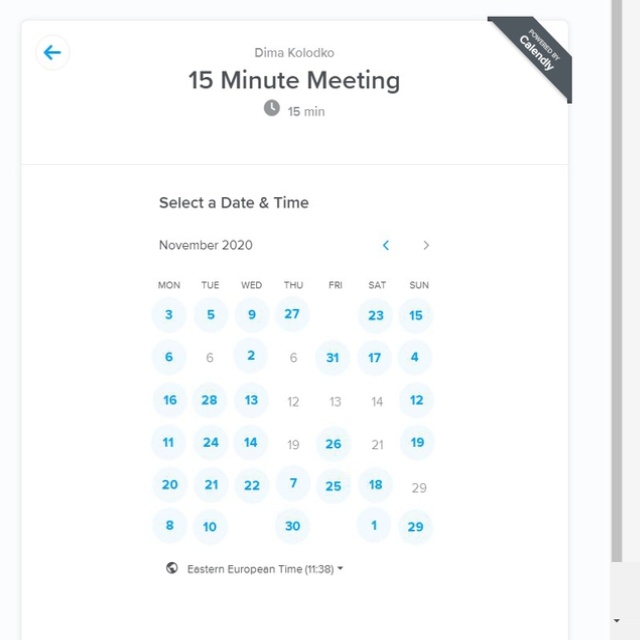 POWERED BY
Calendly
Dima Kolodko
15 Minute Meeting
15 min
Select a Date & Time
November 2020
MON TUE WED THU FRI SAT SUN
3 5 9 27 23 15
6 6 2 6 31 17 4
16 28 13 12 13 14 12
11 24 14 19 26 21 19
20 21 22 7 25 18 29
8 10 30 1 29
Eastern European Time (11:38)